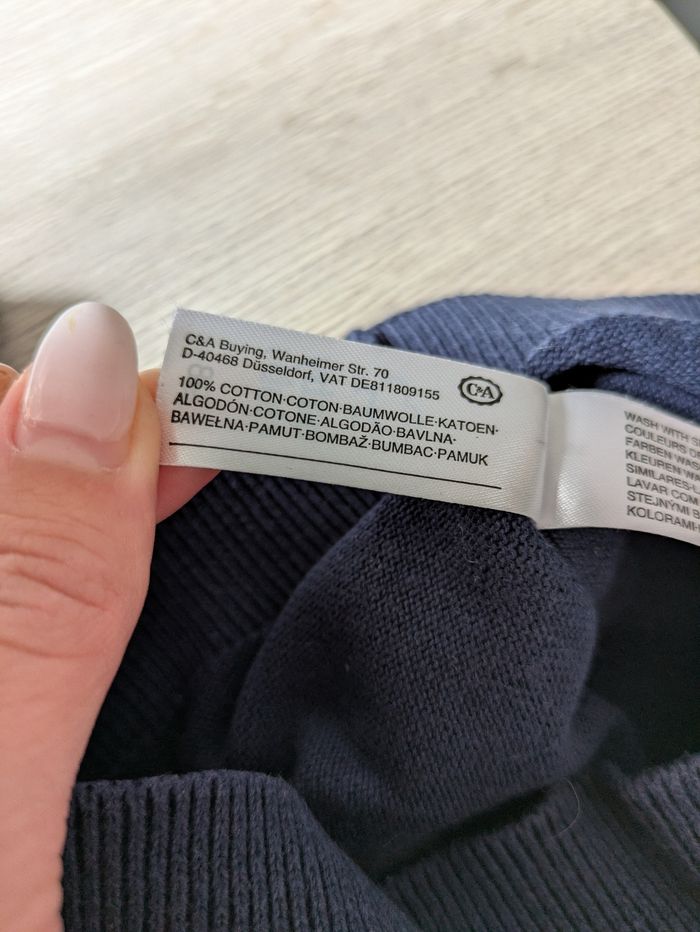 C&A Buying, Wanheimer Str. 70
D-40468 Düsseldorf, VAT DE811809155
C&A
100% COTTON·COTON·BAUMWOLLE·KATOEN·
ALGODÓN·COTONE·ALGODÃO·BAVLNA·
BAWEŁNA·PAMUT·BOMBAŽ·BUMBAC·PAMUK
WASH WITH
COULEURS
FARBEN
KLEUREN
SIMILARES
LAVAR COM
STEJNÝMI
KOLORAMI